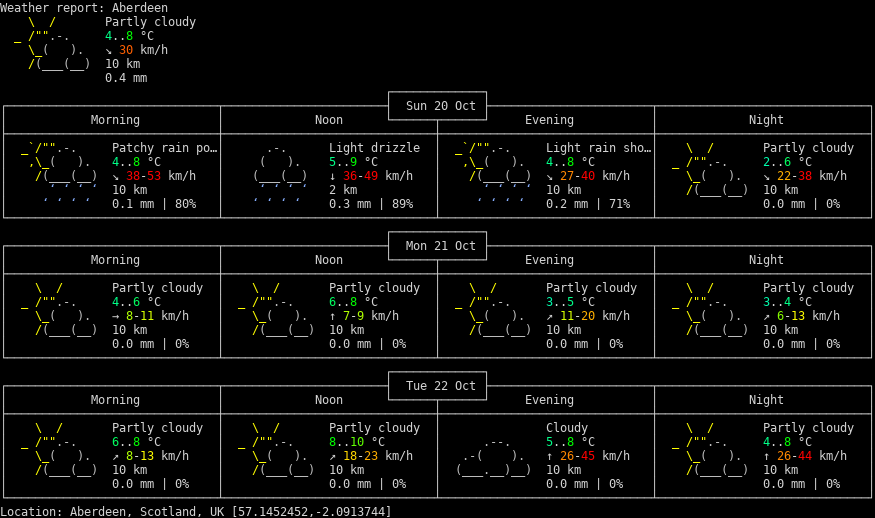 Weather report: Aberdeen
Partly cloudy
4..8 °C
↘ 30 km/h
10 km
0.4 mm
Sun 20 Oct
Morning Noon Evening Night
Patchy rain po… Light drizzle Light rain sho… Partly cloudy
4..8 °C 5..9 °C 4..8 °C 2..6 °C
↘ 38-53 km/h ↓ 36-49 km/h ↘ 27-40 km/h ↘ 22-38 km/h
10 km 2 km 10 km 10 km
0.1 mm | 80% 0.3 mm | 89% 0.2 mm | 71% 0.0 mm | 0%
Mon 21 Oct
Morning Noon Evening Night
Partly cloudy Partly cloudy Partly cloudy Partly cloudy
4..6 °C 6..8 °C 3..5 °C 3..4 °C
→ 8-11 km/h ↑ 7-9 km/h ↗ 11-20 km/h ↗ 6-13 km/h
10 km 10 km 10 km 10 km
0.0 mm | 0% 0.0 mm | 0% 0.0 mm | 0% 0.0 mm | 0%
Tue 22 Oct
Morning Noon Evening Night
Partly cloudy Partly cloudy Cloudy Partly cloudy
6..8 °C 8..10 °C 5..8 °C 4..8 °C
↗ 8-13 km/h ↗ 18-23 km/h ↑ 26-45 km/h ↑ 26-44 km/h
10 km 10 km 10 km 10 km
0.0 mm | 0% 0.0 mm | 0% 0.0 mm | 0% 0.0 mm | 0%
Location: Aberdeen, Scotland, UK [57.1452452,-2.0913744]